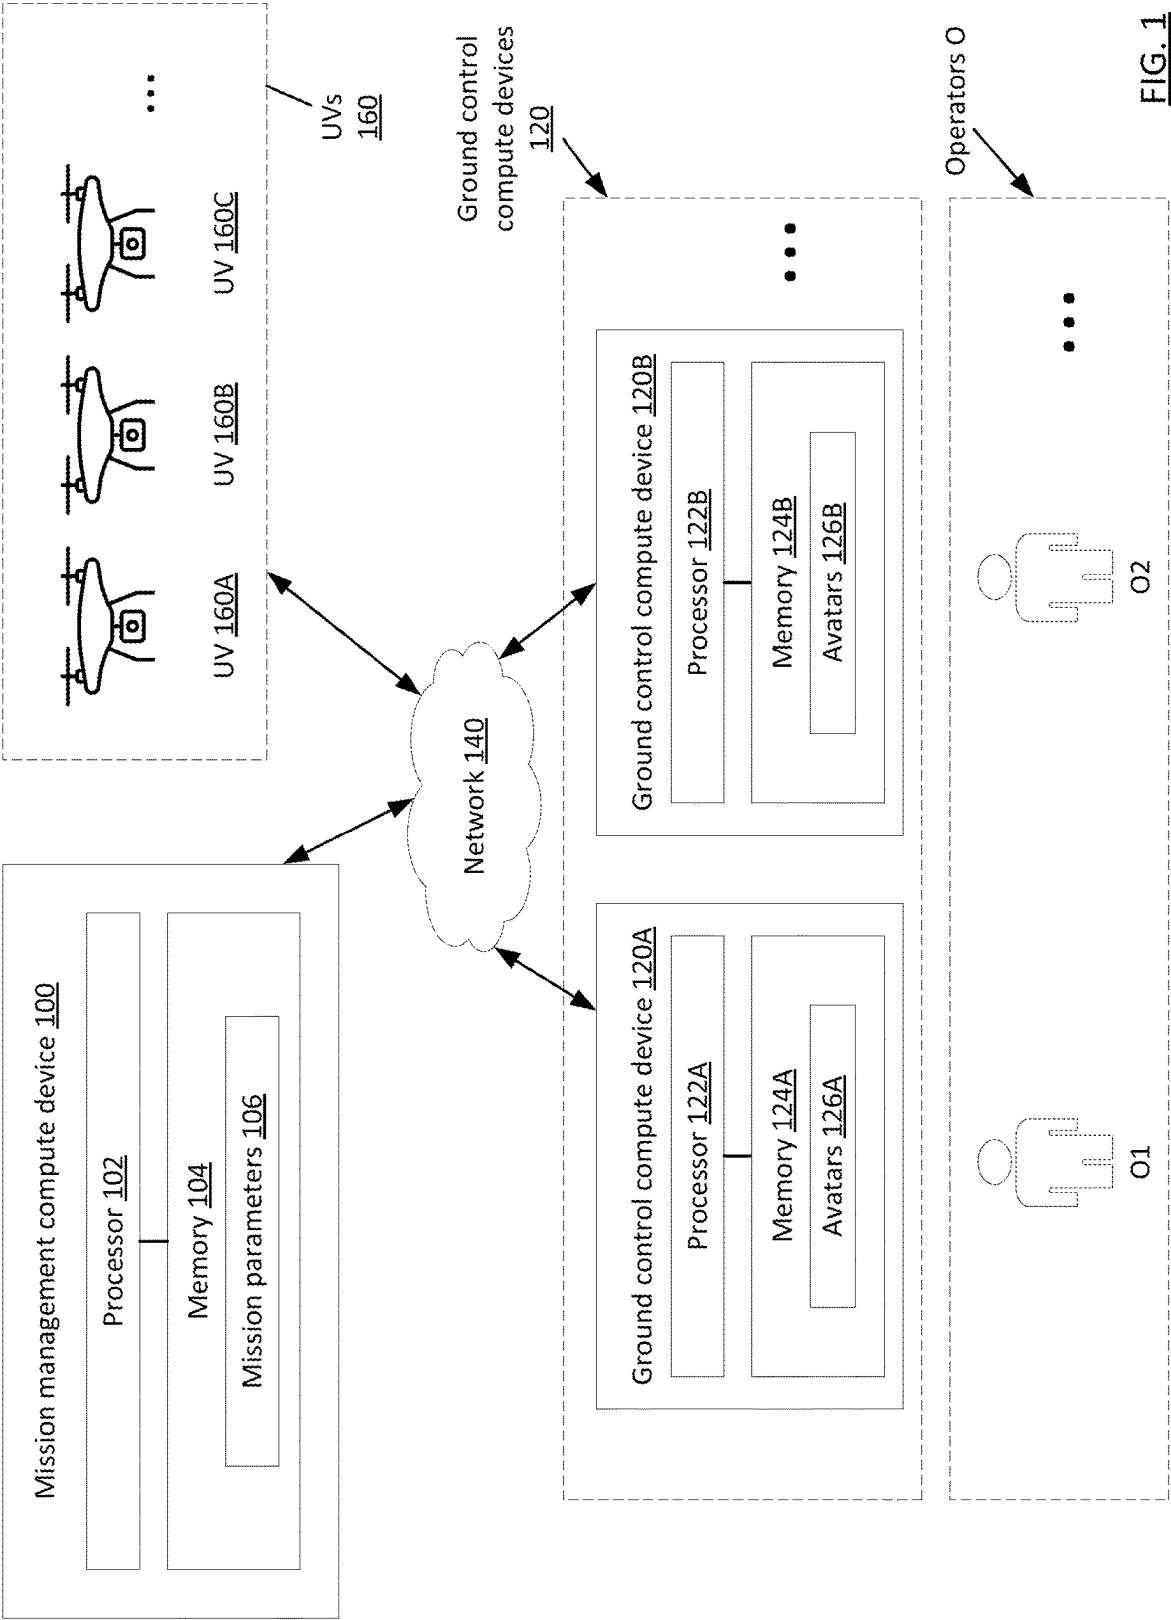 Mission management compute device 100
Processor 102
Memory 104
Mission parameters 106
UV 160A
UV 160B
UV 160C
...
UVs
160
Network 140
Ground control
compute devices
120
Ground control compute device 120A
Processor 122A
Memory 124A
Avatars 126A
Ground control compute device 120B
Processor 122B
Memory 124B
Avatars 126B
...
Operators O
O1
O2
...
FIG. 1